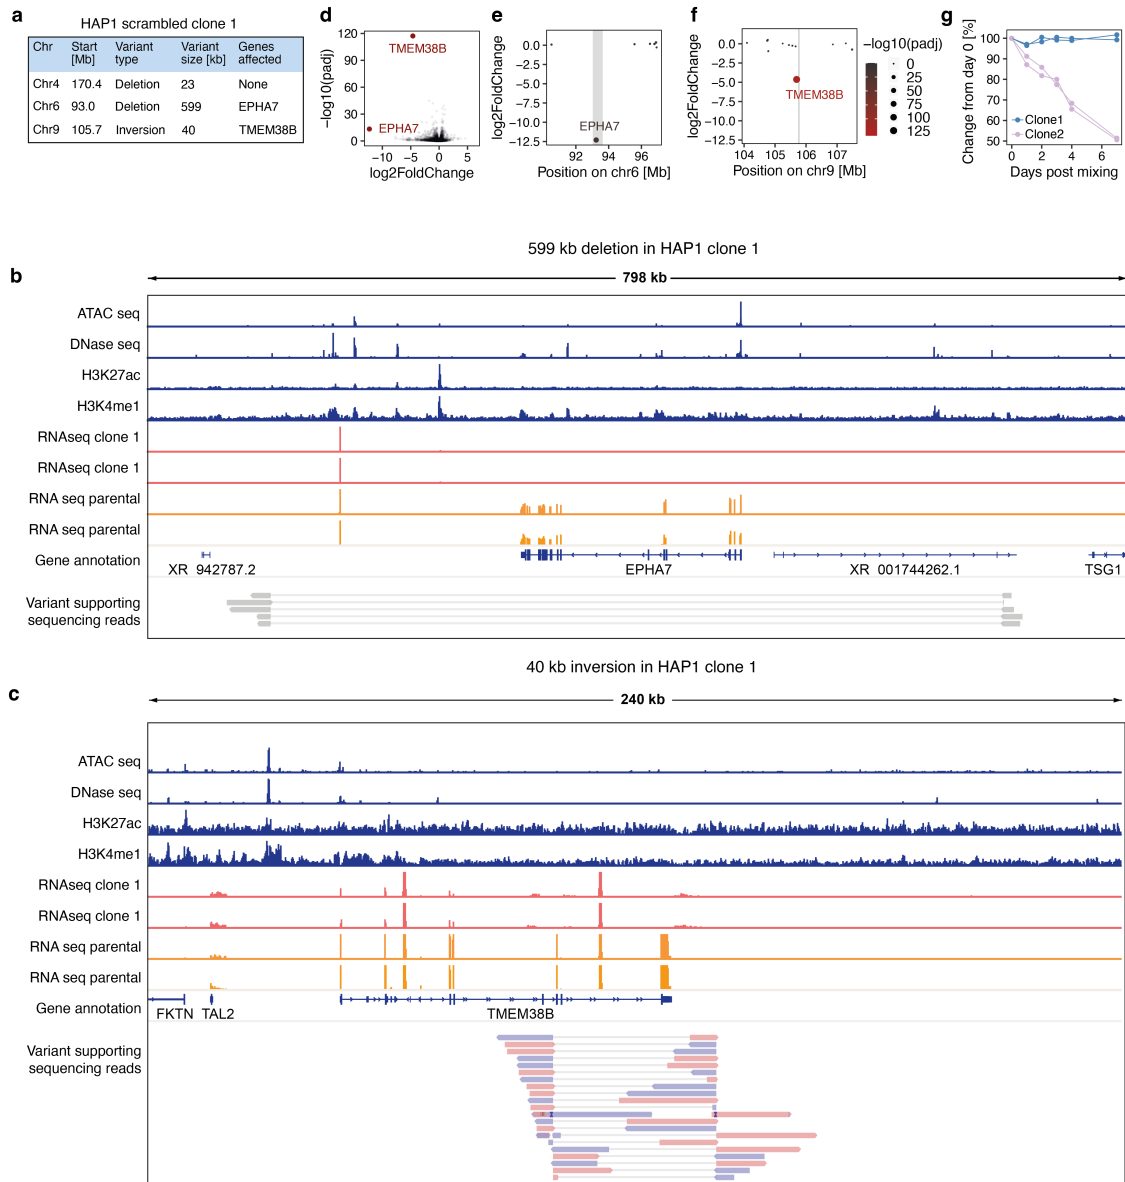 a
HAP1 scrambled clone 1
Chr Start [Mb] Variant type Variant size [kb] Genes affected
Chr4 170.4 Deletion 23 None
Chr6 93.0 Deletion 599 EPHA7
Chr9 105.7 Inversion 40 TMEM38B
d
−log10(padj)
120
90
60
30
0
TMEM38B
EPHA7
−10 −5 0 5
log2FoldChange
e
log2FoldChange
0.0
−2.5
−5.0
−7.5
−10.0
−12.5
EPHA7
92 94 96
Position on chr6 [Mb]
f
log2FoldChange
0.0
−2.5
−5.0
−7.5
−10.0
−12.5
TMEM38B
104 105 106 107
Position on chr9 [Mb]
−log10(padj)
0
25
50
75
100
125
g
Change from day 0 [%]
100
90
80
70
60
50
Clone1
Clone2
0 2 4 6
Days post mixing
599 kb deletion in HAP1 clone 1
b
798 kb
ATAC seq
DNase seq
H3K27ac
H3K4me1
RNAseq clone 1
RNAseq clone 1
RNA seq parental
RNA seq parental
Gene annotation
XR_942787.2 EPHA7 XR_001744262.1 TSG1
Variant supporting
sequencing reads
40 kb inversion in HAP1 clone 1
c
240 kb
ATAC seq
DNase seq
H3K27ac
H3K4me1
RNAseq clone 1
RNAseq clone 1
RNA seq parental
RNA seq parental
Gene annotation
FKTN TAL2 TMEM38B
Variant supporting
sequencing reads